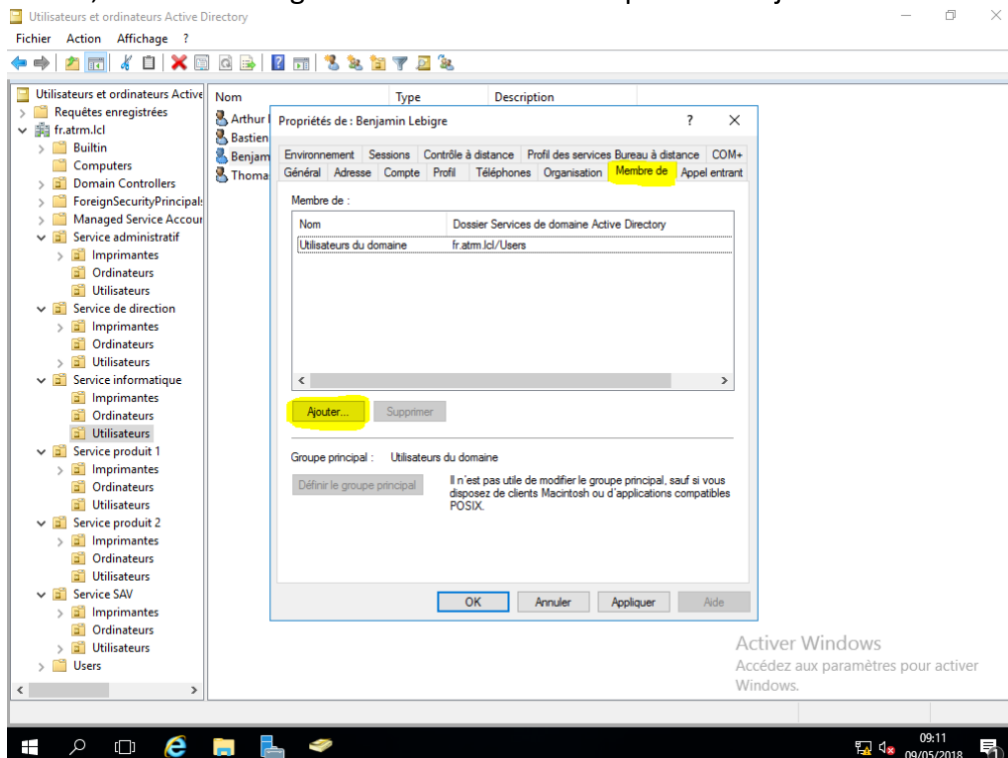 Utilisateurs et ordinateurs Active Directory
Fichier Action Affichage ?
Utilisateurs et ordinateurs Active
Requêtes enregistrées
fr.atrm.lcl
Builtin
Computers
Domain Controllers
ForeignSecurityPrincipals
Managed Service Accour
Service administratif
Imprimantes
Ordinateurs
Utilisateurs
Service de direction
Imprimantes
Ordinateurs
Utilisateurs
Service informatique
Imprimantes
Ordinateurs
Utilisateurs
Service produit 1
Imprimantes
Ordinateurs
Utilisateurs
Service produit 2
Imprimantes
Ordinateurs
Utilisateurs
Service SAV
Imprimantes
Ordinateurs
Utilisateurs
Users
Nom Type Description
Arthur
Bastien
Benjam
Thoma
Propriétés de : Benjamin Lebigre ? ×
Environnement Sessions Contrôle à distance Profil des services Bureau à distance COM+
Général Adresse Compte Profil Téléphones Organisation Membre de Appel entrant
Membre de :
Nom Dossier Services de domaine Active Directory
Utilisateurs du domaine fr.atrm.lcl/Users
Ajouter... Supprimer
Groupe principal : Utilisateurs du domaine
Définir le groupe principal
Il n'est pas utile de modifier le groupe principal, sauf si vous
disposez de clients Macintosh ou d'applications compatibles
POSIX.
OK Annuler Appliquer Aide
Activer Windows
Accédez aux paramètres pour activer
Windows.
09:11
09/05/2018